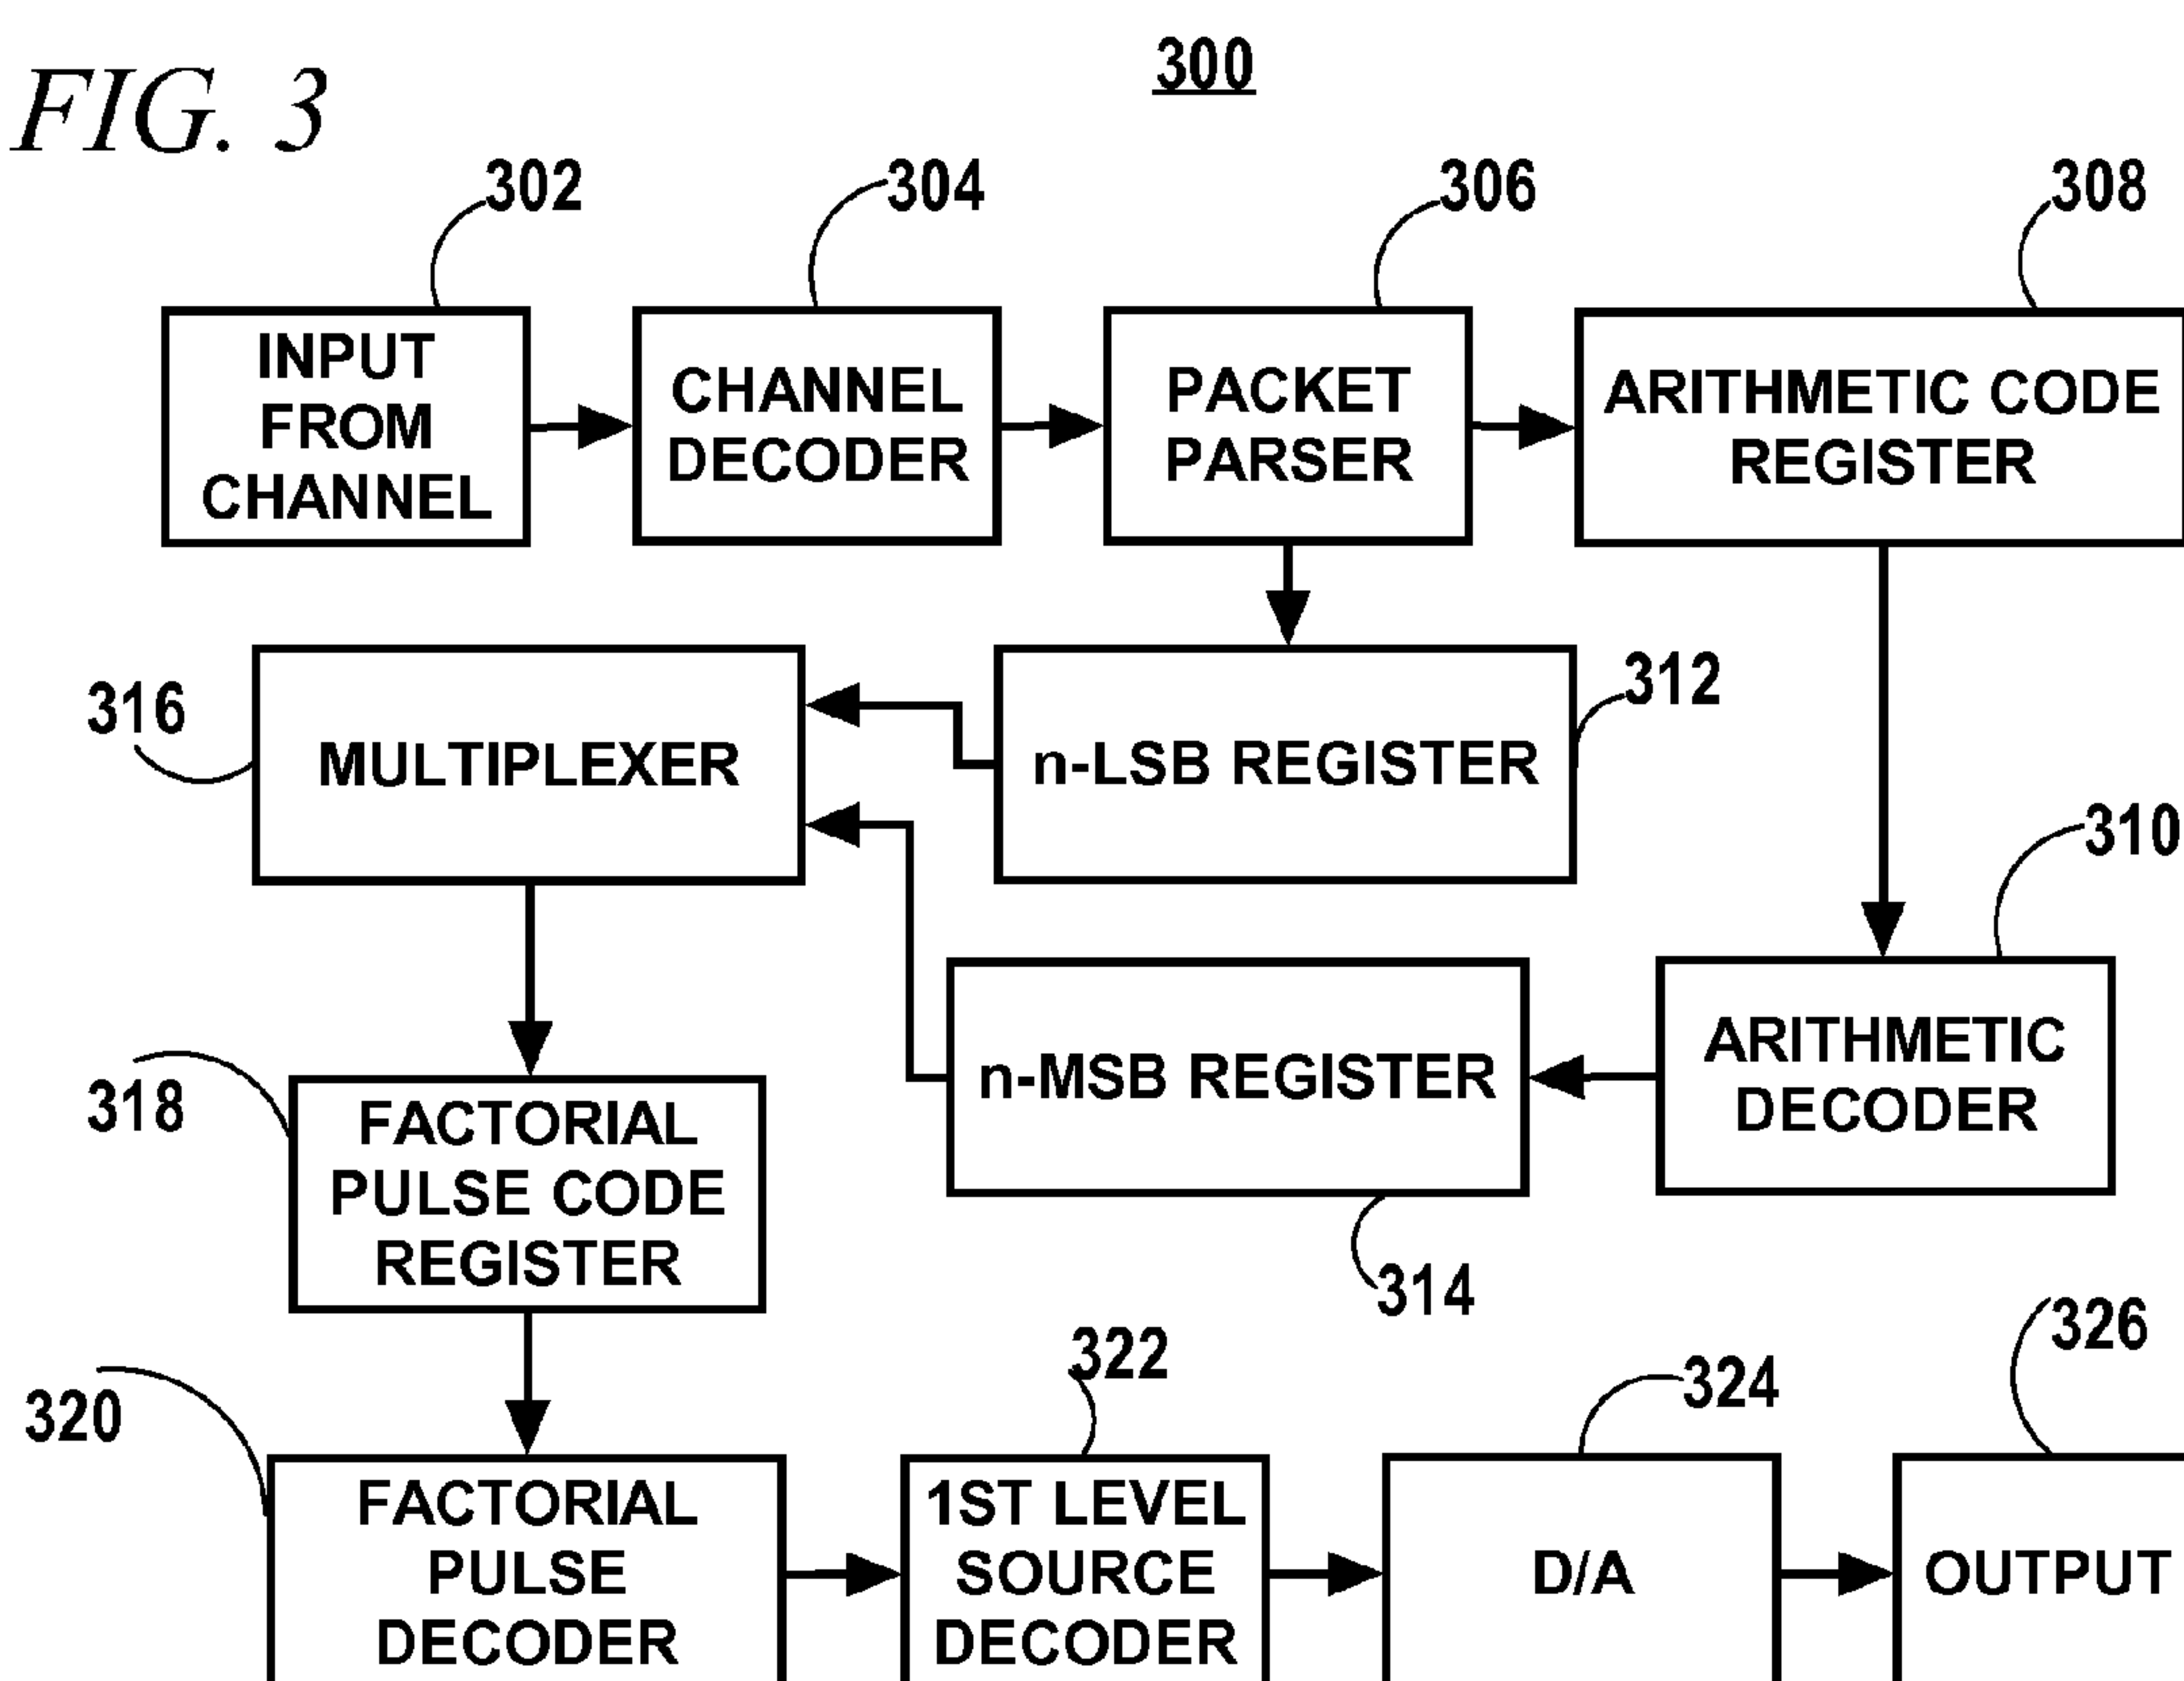 FIG. 3
300
302
304
306
308
INPUT
FROM
CHANNEL
CHANNEL
DECODER
PACKET
PARSER
ARITHMETIC CODE
REGISTER
316
MULTIPLEXER
n-LSB REGISTER
312
310
318
FACTORIAL
PULSE CODE
REGISTER
n-MSB REGISTER
314
ARITHMETIC
DECODER
320
322
324
326
FACTORIAL
PULSE
DECODER
1ST LEVEL
SOURCE
DECODER
D/A
OUTPUT